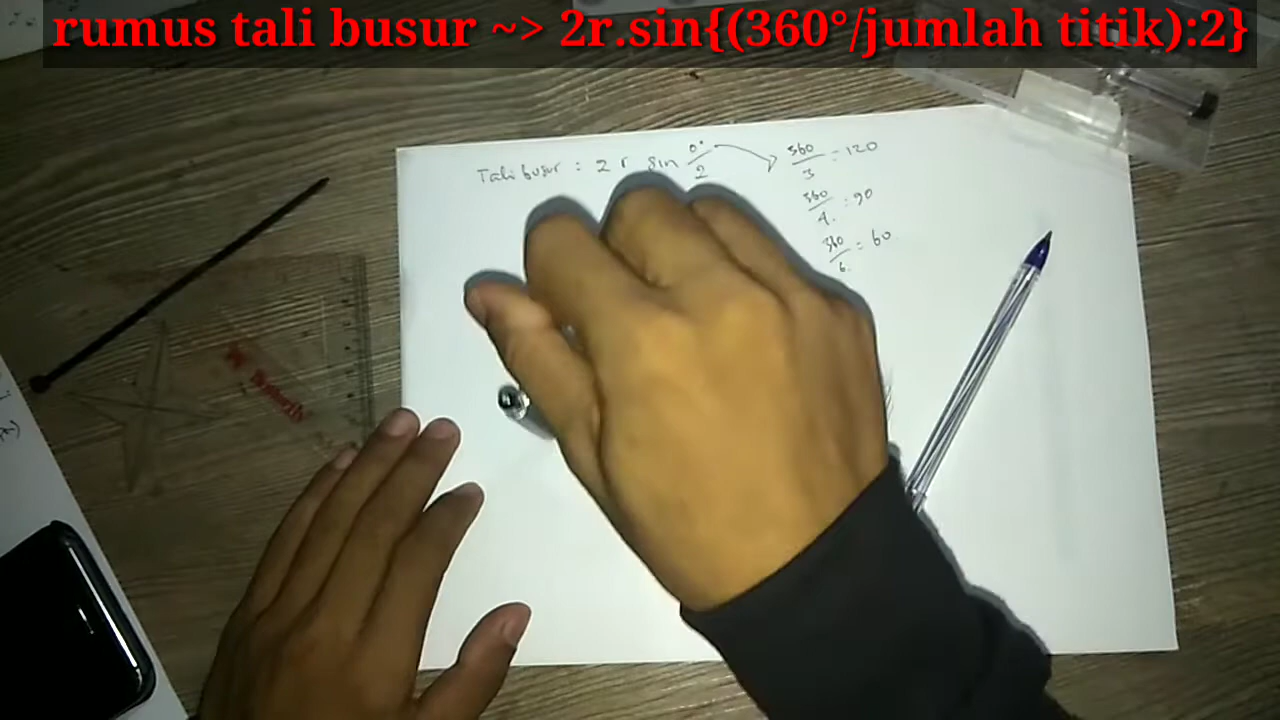 rumus tali busur ~> 2r.sin{(360°/jumlah titik):2}
Tali busur : 2 r sin 0°/2
360/3 = 120
360/4. : 90
360/6. = 60.